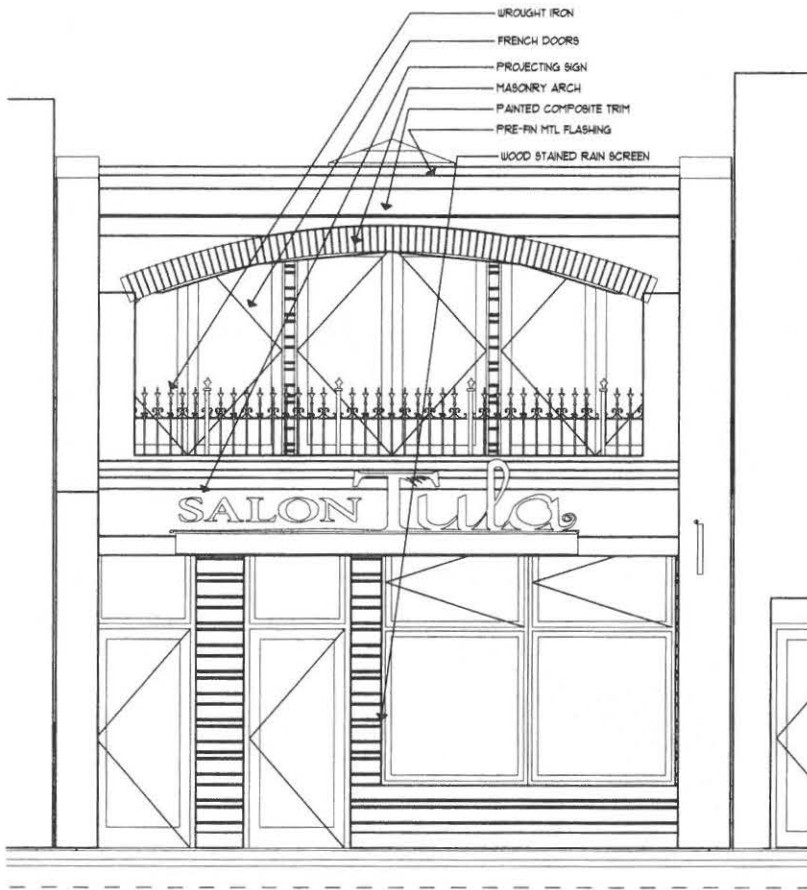 WROUGHT IRON
FRENCH DOORS
PROJECTING SIGN
MASONRY ARCH
PAINTED COMPOSITE TRIM
PRE-FIN MTL FLASHING
WOOD STAINED RAIN SCREEN
SALON Tula